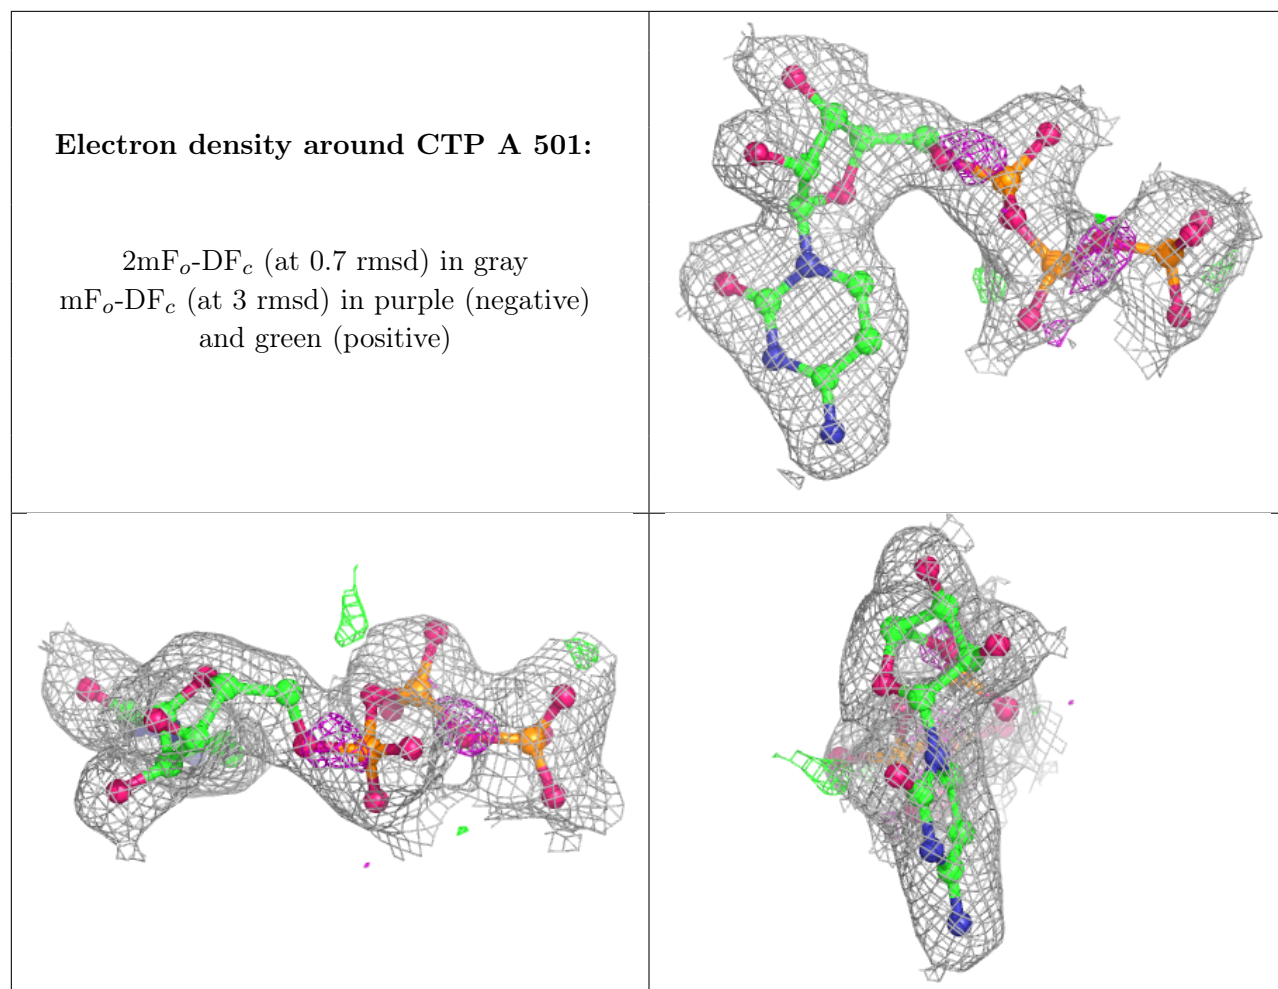 Electron density around CTP A 501:
2mFo-DFc (at 0.7 rmsd) in gray
mFo-DFc (at 3 rmsd) in purple (negative)
and green (positive)